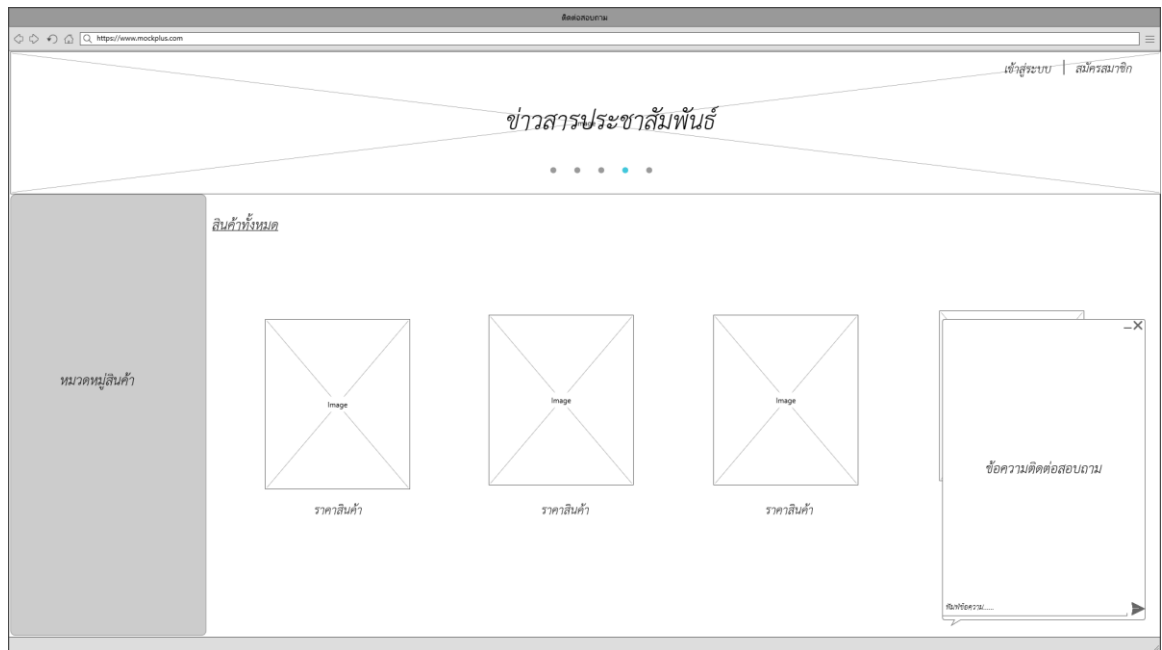 ติดต่อสอบถาม
https://www.mockplus.com
เข้าสู่ระบบ | สมัครสมาชิก
ข่าวสารประชาสัมพันธ์
Image
สินค้าทั้งหมด
หมวดหมู่สินค้า
Image
Image
Image
ราคาสินค้า
ราคาสินค้า
ราคาสินค้า
ข้อความติดต่อสอบถาม
พิมพ์ข้อความ.....